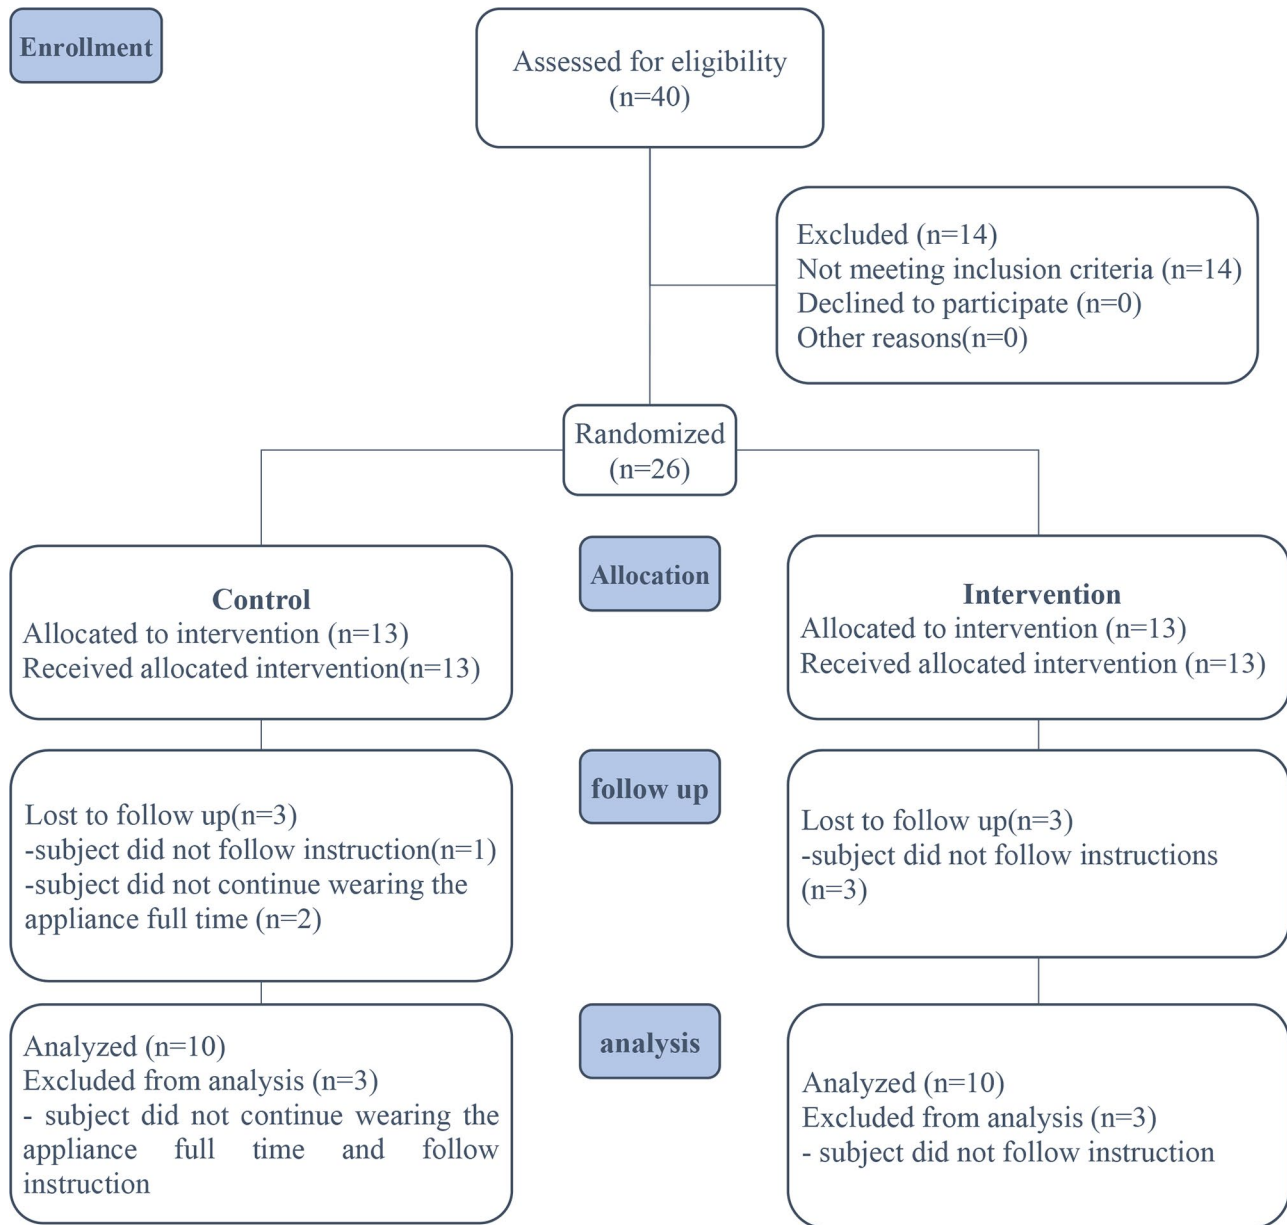 Enrollment
Assessed for eligibility
(n=40)
Excluded (n=14)
Not meeting inclusion criteria (n=14)
Declined to participate (n=0)
Other reasons(n=0)
Randomized
(n=26)
Allocation
Control
Allocated to intervention (n=13)
Received allocated intervention(n=13)
Intervention
Allocated to intervention (n=13)
Received allocated intervention (n=13)
follow up
Lost to follow up(n=3)
-subject did not follow instruction(n=1)
-subject did not continue wearing the
appliance full time (n=2)
Lost to follow up(n=3)
-subject did not follow instructions
(n=3)
analysis
Analyzed (n=10)
Excluded from analysis (n=3)
- subject did not continue wearing the
appliance full time and follow
instruction
Analyzed (n=10)
Excluded from analysis (n=3)
- subject did not follow instruction